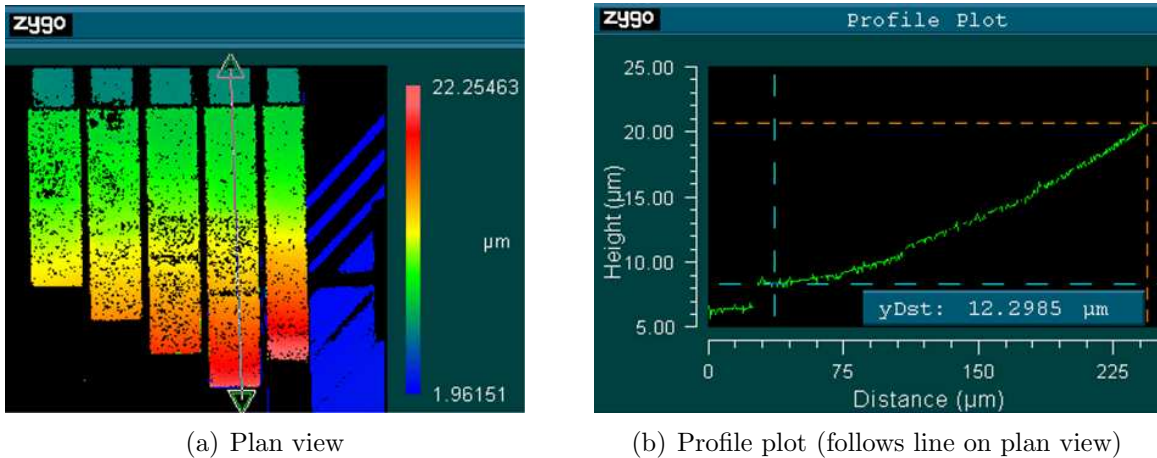 zygo
22.25463
µm
1.96151
(a) Plan view
zygo
Profile Plot
25.00
20.00
15.00
10.00
5.00
Height (µm)
yDst: 12.2985 µm
0 75 150 225
Distance (µm)
(b) Profile plot (follows line on plan view)